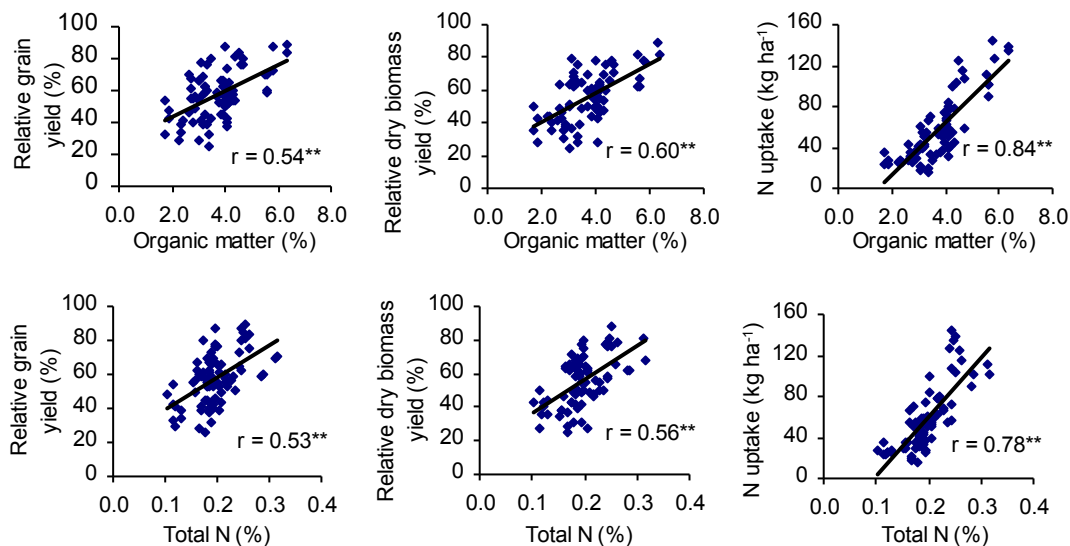 Relative grain
yield (%)
100
80
60
40
20
0
r = 0.54**
0.0 2.0 4.0 6.0 8.0
Organic matter (%)
Relative dry biomass
yield (%)
100
80
60
40
20
0
r = 0.60**
0.0 2.0 4.0 6.0 8.0
Organic matter (%)
N uptake (kg ha⁻¹)
160
120
80
40
0
r = 0.84**
0.0 2.0 4.0 6.0 8.0
Organic matter (%)
Relative grain
yield (%)
100
80
60
40
20
0
r = 0.53**
0.0 0.1 0.2 0.3 0.4
Total N (%)
Relative dry biomass
yield (%)
100
80
60
40
20
0
r = 0.56**
0.0 0.1 0.2 0.3 0.4
Total N (%)
N uptake (kg ha⁻¹)
160
120
80
40
0
r = 0.78**
0.0 0.1 0.2 0.3 0.4
Total N (%)